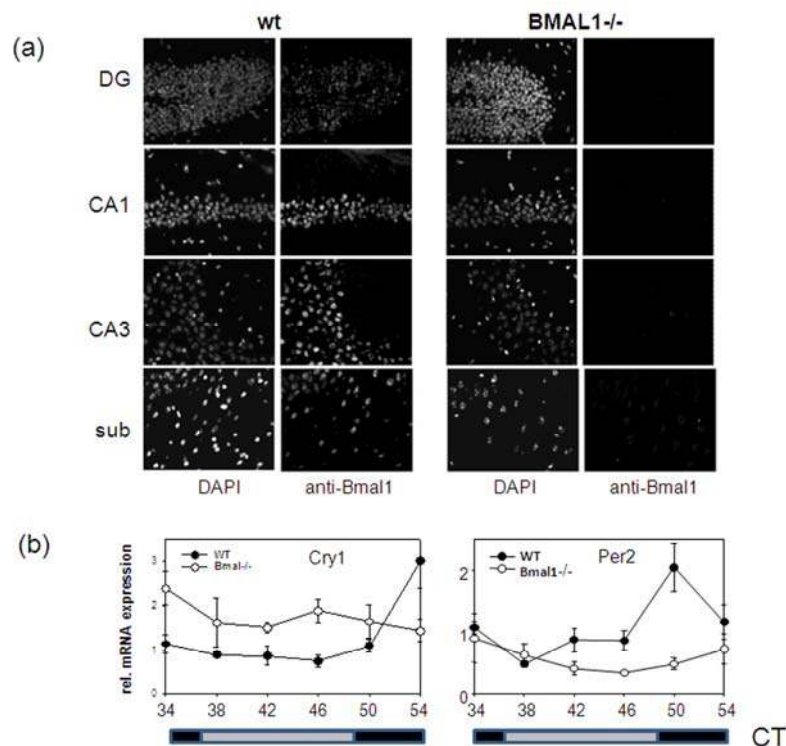 wt BMAL1-/-
(a)
DG
CA1
CA3
sub
DAPI anti-Bmal1 DAPI anti-Bmal1
(b)
rel. mRNA expression
3
2
1
0
WT
Bmal-/-
Cry1
34 38 42 46 50 54
2
1
0
WT
Bmal1-/-
Per2
34 38 42 46 50 54
CT